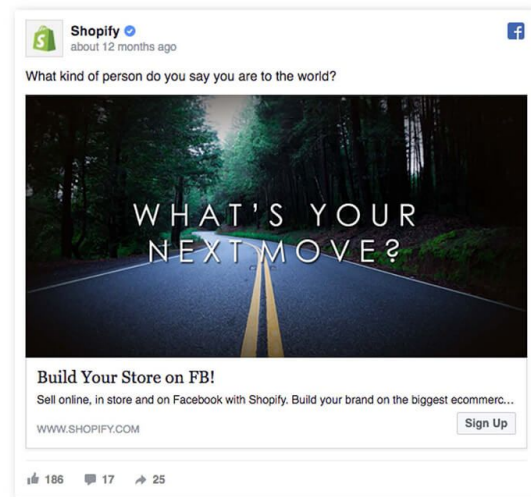 Shopify
about 12 months ago
What kind of person do you say you are to the world?
WHAT'S YOUR
NEXT MOVE?
Build Your Store on FB!
Sell online, in store and on Facebook with Shopify. Build your brand on the biggest ecommerc...
WWW.SHOPIFY.COM
Sign Up
186 17 25